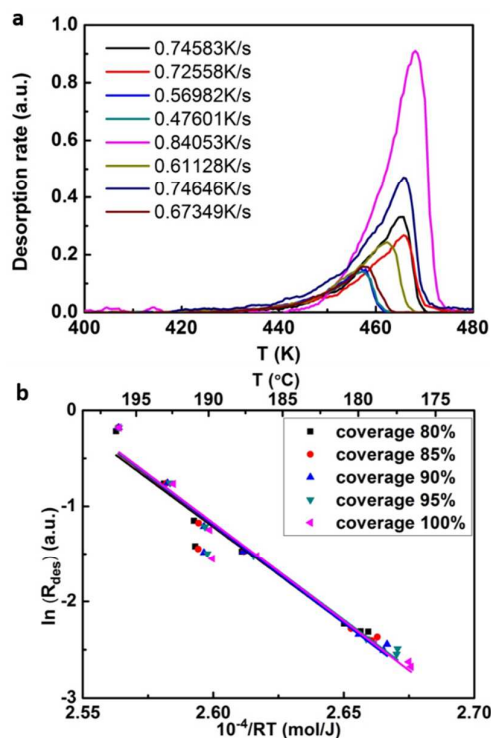 a
Desorption rate (a.u.)
1.0
0.8
0.6
0.4
0.2
0.0
0.74583K/s
0.72558K/s
0.56982K/s
0.47601K/s
0.84053K/s
0.61128K/s
0.74646K/s
0.67349K/s
400 420 440 460 480
T (K)
b
T (°C)
195 190 185 180 175
ln (R_des) (a.u.)
0
-1
-2
-3
coverage 80%
coverage 85%
coverage 90%
coverage 95%
coverage 100%
2.55 2.60 2.65 2.70
10⁻⁴/RT (mol/J)